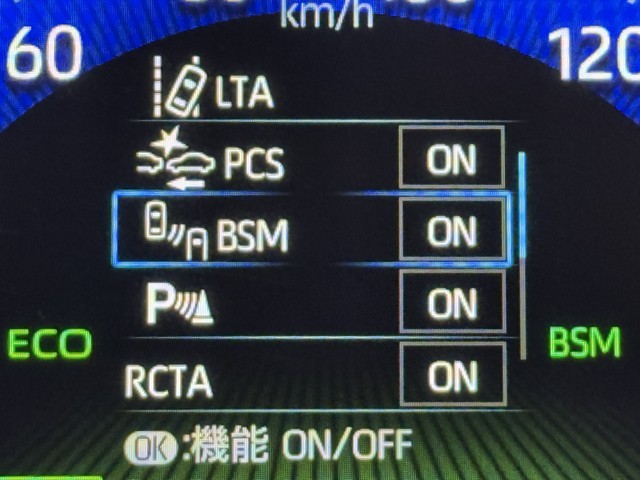 km/h
60
120
LTA
PCS ON
BSM ON
P ON
ECO
BSM
RCTA ON
OK:機能 ON/OFF